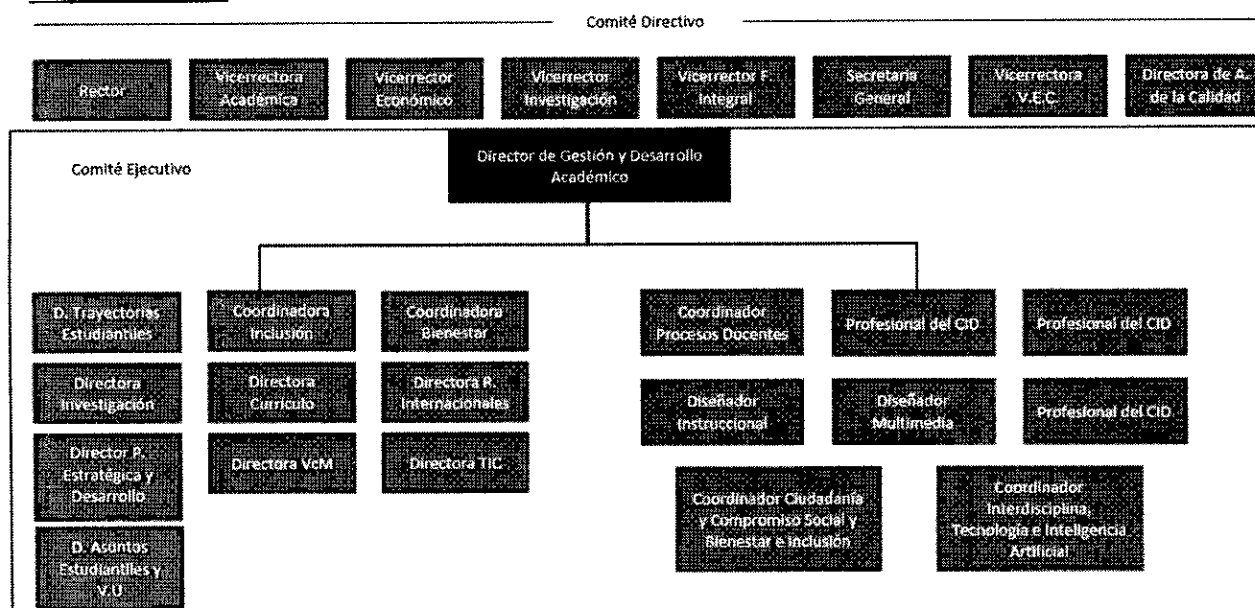 Comité Directivo
Rector
Vicerrectora
Académica
Vicerrector
Económico
Vicerrector
Investigación
Vicerrector F.
Integral
Secretaria
General
Vicerrectora
V.E.C.
Directora de A.
de la Calidad
Comité Ejecutivo
Director de Gestión y Desarrollo
Académico
D. Trayectorias
Estudiantiles
Coordinadora
Inclusión
Coordinadora
Bienestar
Coordinador
Procesos Docentes
Profesional del CID
Profesional del CID
Directora
Investigación
Directora
Currículo
Directora R.
Internacionales
Diseñador
Instruccional
Diseñador
Multimedia
Profesional del CID
Director P.
Estratégica y
Desarrollo
Directora VcM
Directora TIC
Coordinador Ciudadanía
y Compromiso Social y
Bienestar e Inclusión
Coordinador
Interdisciplina,
Tecnología e Inteligencia
Artificial
D. Asuntos
Estudiantiles y
V.U